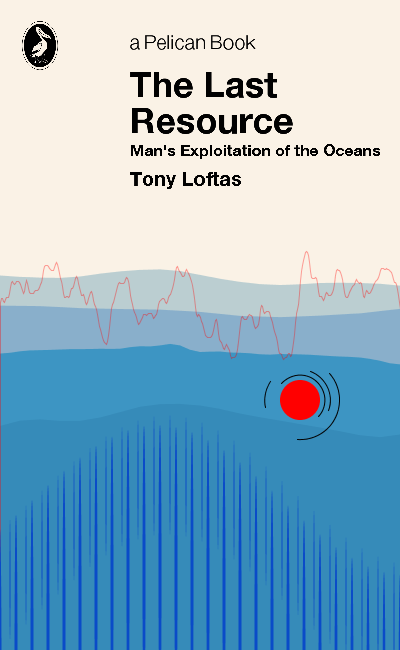 a Pelican Book
The Last
Resource
Man's Exploitation of the Oceans
Tony Loftas